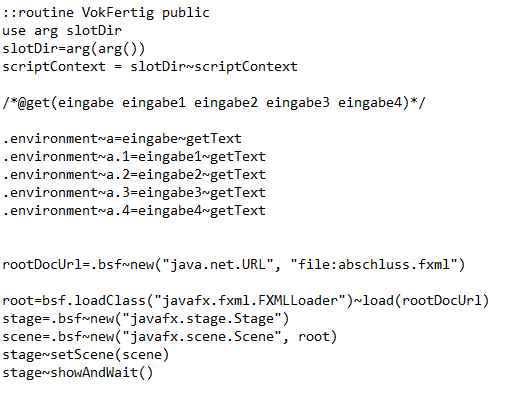 ::routine VokFertig public
use arg slotDir
slotDir=arg(arg())
scriptContext = slotDir~scriptContext
/*@get(eingabe eingabe1 eingabe2 eingabe3 eingabe4)*/
.environment~a=eingabe~getText
.environment~a.1=eingabe1~getText
.environment~a.2=eingabe2~getText
.environment~a.3=eingabe3~getText
.environment~a.4=eingabe4~getText
rootDocUrl=.bsf~new("java.net.URL", "file:abschluss.fxml")
root=bsf.loadClass("javafx.fxml.FXMLLoader")~load(rootDocUrl)
stage=.bsf~new("javafx.stage.Stage")
scene=.bsf~new("javafx.scene.Scene", root)
stage~setScene(scene)
stage~showAndWait()